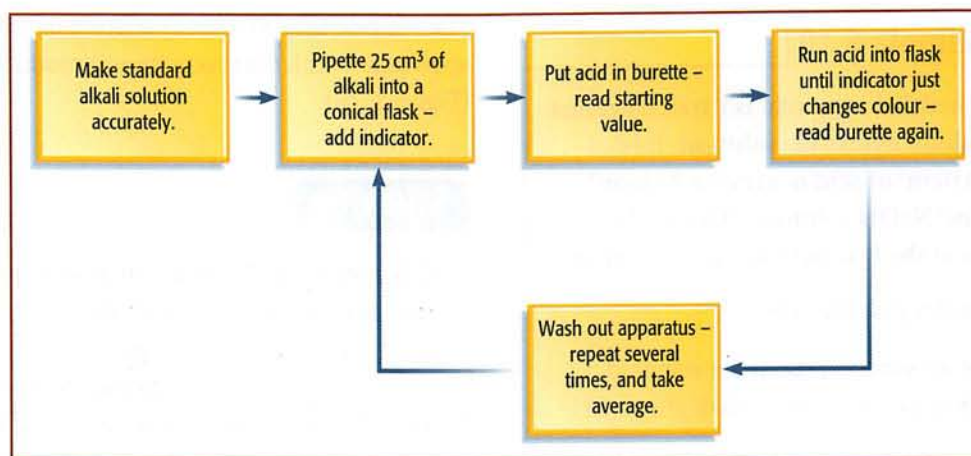 Make standard
alkali solution
accurately.
Pipette 25 cm³ of
alkali into a
conical flask –
add indicator.
Put acid in burette –
read starting
value.
Run acid into flask
until indicator just
changes colour –
read burette again.
Wash out apparatus –
repeat several
times, and take
average.